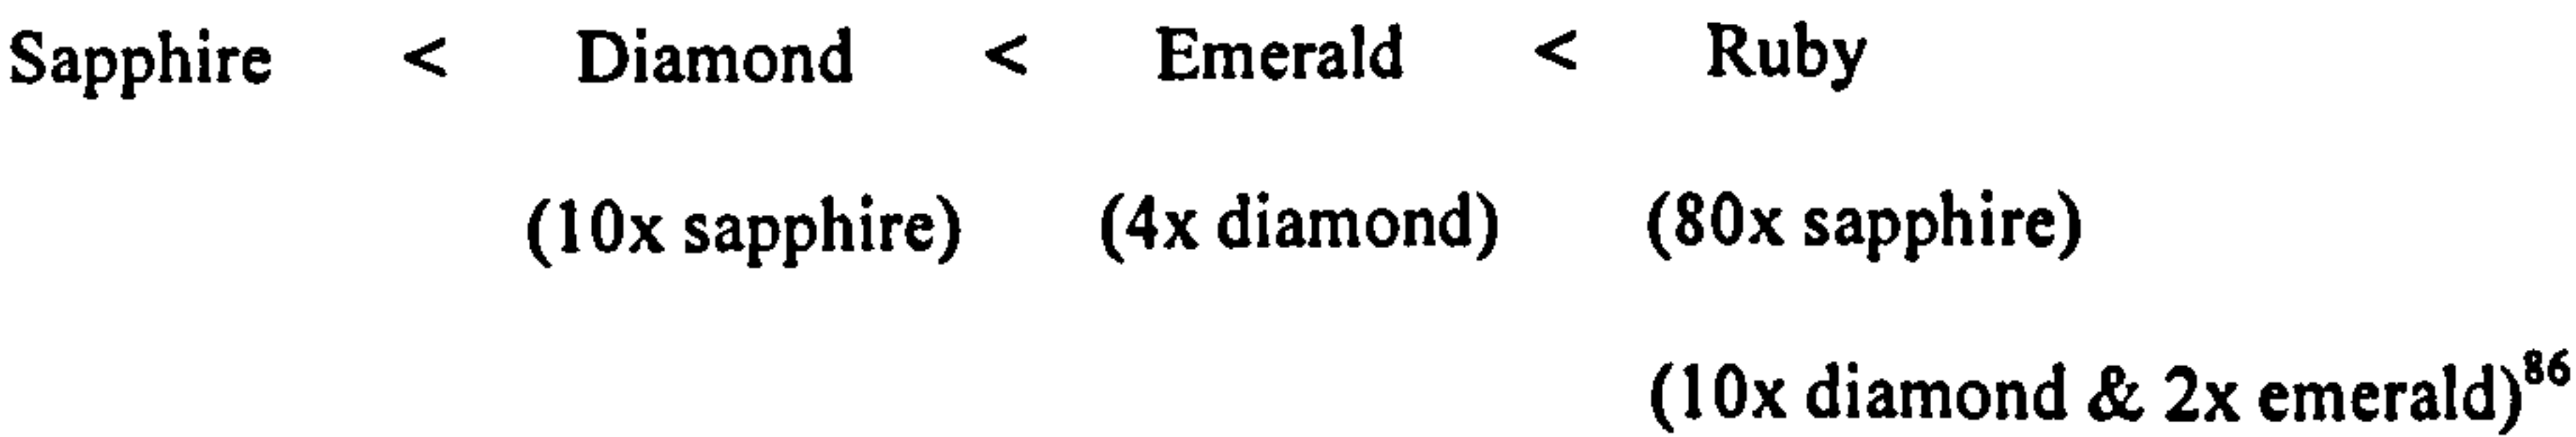 Sapphire < Diamond < Emerald < Ruby
(10x sapphire) (4x diamond) (80x sapphire)
(10x diamond & 2x emerald)⁸⁶